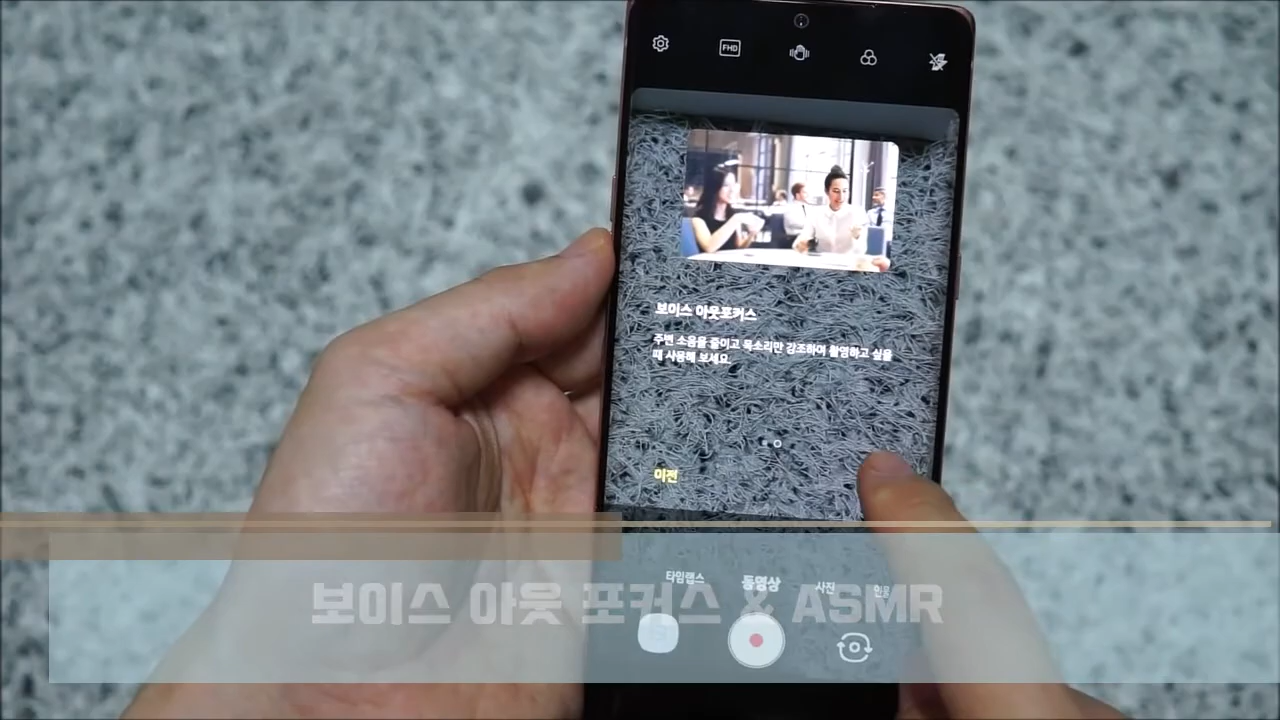 FHD
보이스 아웃포커스
주변 소음을 줄이고 목소리만 강조하여 촬영하고 싶을
때 사용해 보세요.
이전
타임랩스 동영상 사진 인물
보이스 아웃 포커스 & ASMR